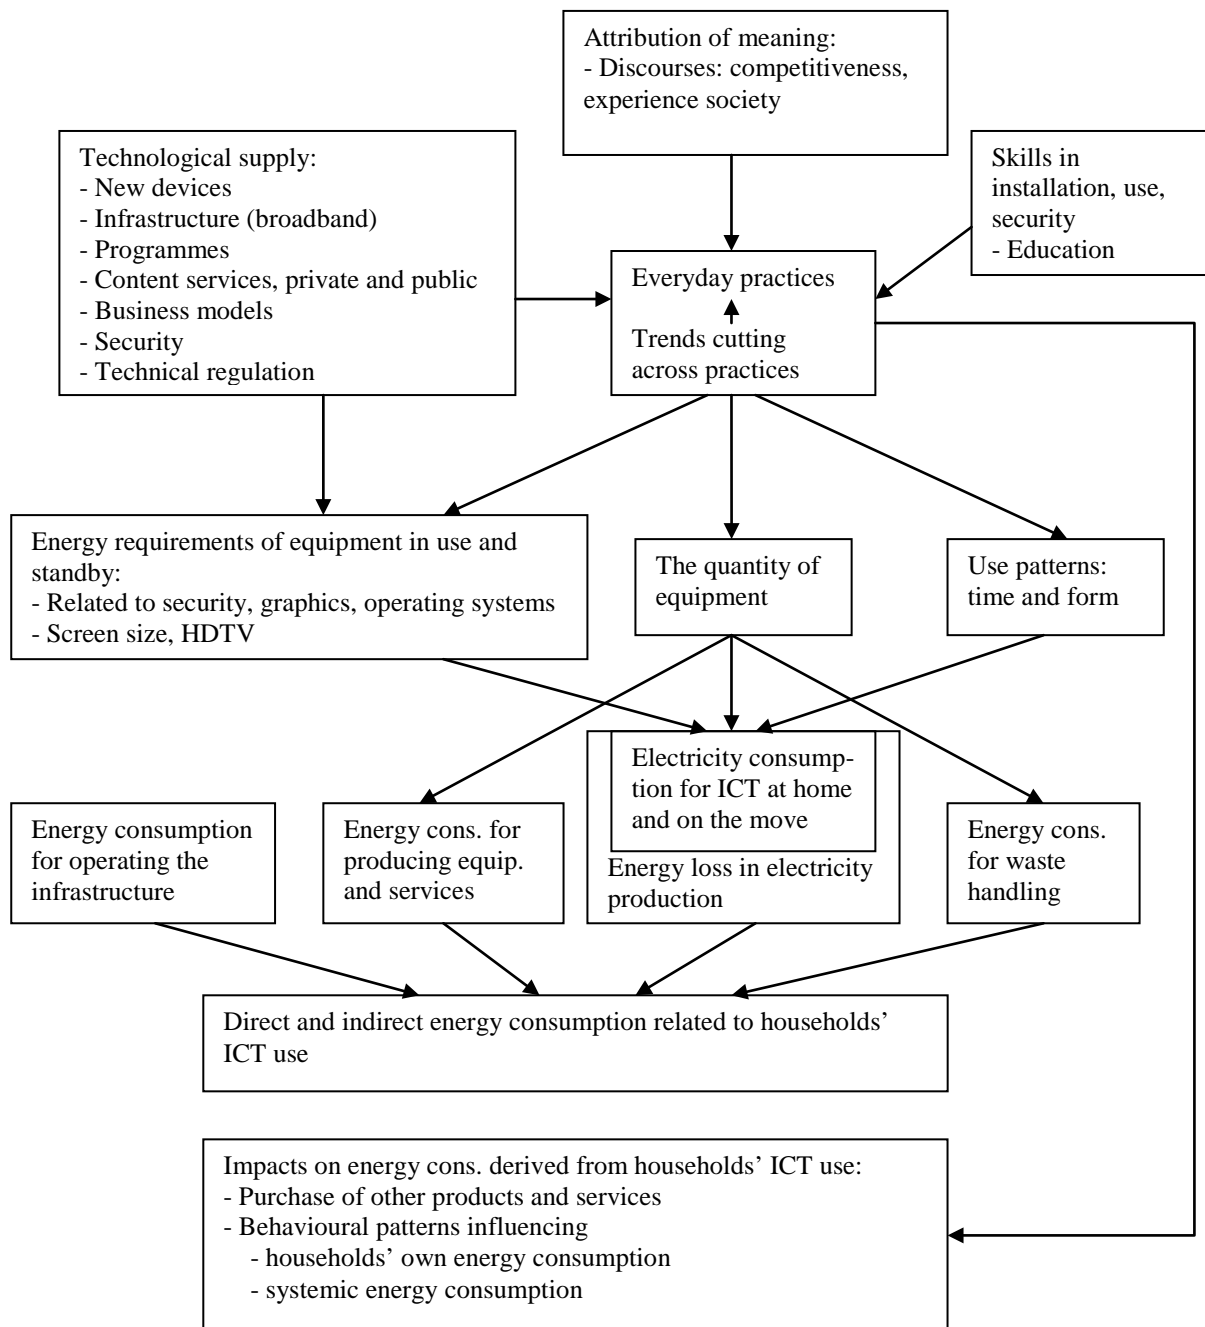 Attribution of meaning:
- Discourses: competitiveness,
experience society
Technological supply:
- New devices
- Infrastructure (broadband)
- Programmes
- Content services, private and public
- Business models
- Security
- Technical regulation
Skills in
installation, use,
security
- Education
Everyday practices
Trends cutting
across practices
Energy requirements of equipment in use and
standby:
- Related to security, graphics, operating systems
- Screen size, HDTV
The quantity of
equipment
Use patterns:
time and form
Electricity consump-
tion for ICT at home
and on the move
Energy loss in electricity
production
Energy consumption
for operating the
infrastructure
Energy cons. for
producing equip.
and services
Energy cons.
for waste
handling
Direct and indirect energy consumption related to households’
ICT use
Impacts on energy cons. derived from households’ ICT use:
- Purchase of other products and services
- Behavioural patterns influencing
- households’ own energy consumption
- systemic energy consumption